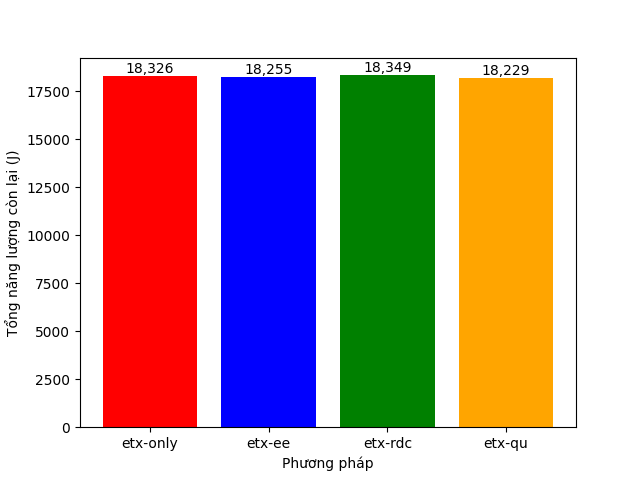 18,326
18,255
18,349
18,229
17500
15000
12500
10000
7500
5000
2500
0
Tổng năng lượng còn lại (J)
etx-only
etx-ee
etx-rdc
etx-qu
Phương pháp